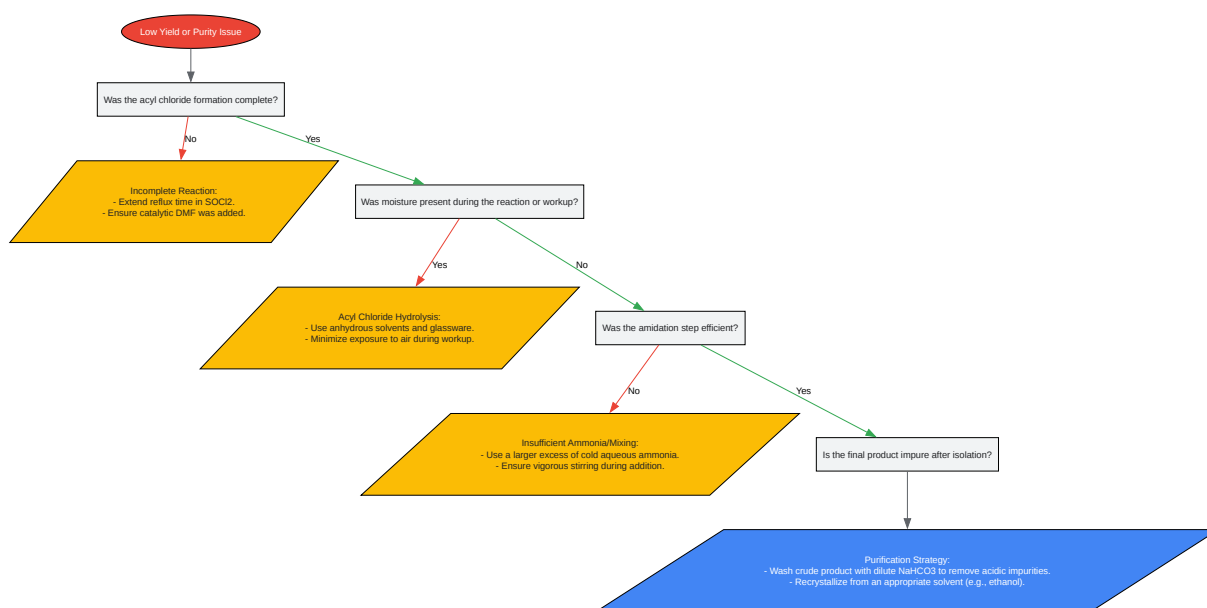 Low Yield or Purity Issue
Was the acyl chloride formation complete?
No
Yes
Incomplete Reaction:
- Extend reflux time in SOCl2.
- Ensure catalytic DMF was added.
Was moisture present during the reaction or workup?
Yes
No
Acyl Chloride Hydrolysis:
- Use anhydrous solvents and glassware.
- Minimize exposure to air during workup.
Was the amidation step efficient?
No
Yes
Insufficient Ammonia/Mixing:
- Use a larger excess of cold aqueous ammonia.
- Ensure vigorous stirring during addition.
Is the final product impure after isolation?
Purification Strategy:
- Wash crude product with dilute NaHCO3 to remove acidic impurities.
- Recrystallize from an appropriate solvent (e.g., ethanol).